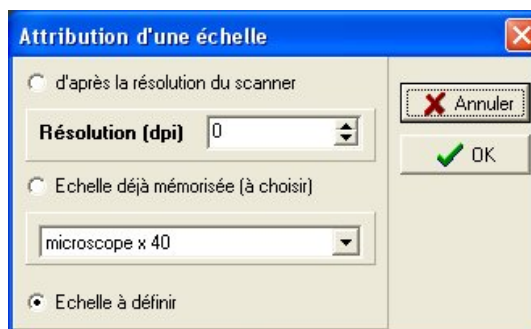 Attribution d'une échelle
d'après la résolution du scanner
Résolution (dpi) 0
Echelle déjà mémorisée (à choisir)
microscope x 40
Echelle à définir
Annuler
OK